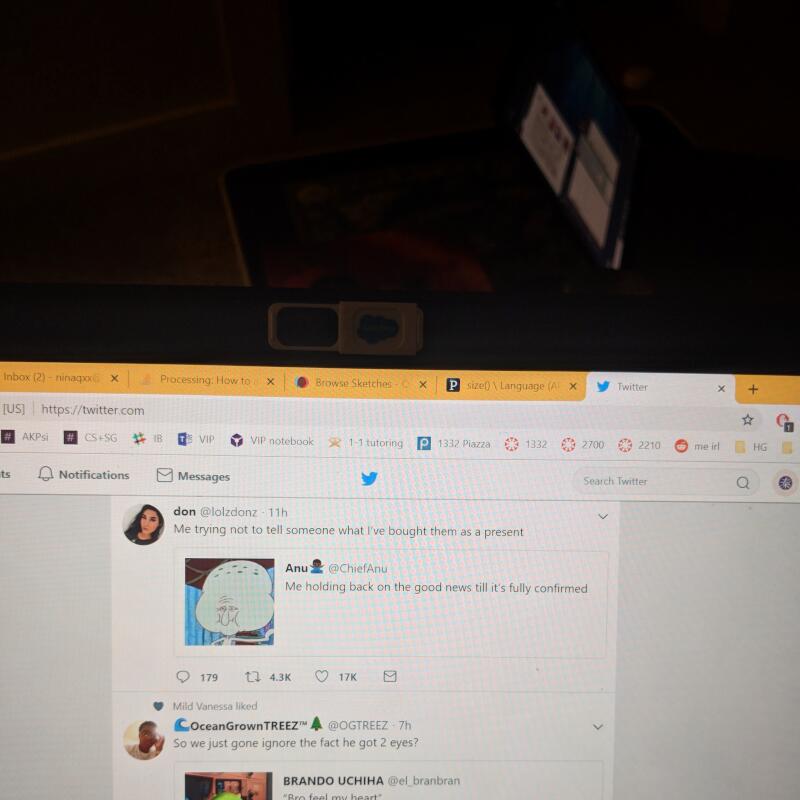 Inbox (2) - ninaqxx
Processing: How to
Browse Sketches -
P size() \ Language (A
Twitter
[US] https://twitter.com
# AKPsi # CS+SG IB VIP VIP notebook 1-1 tutoring 1332 Piazza 1332 2700 2210 me irl HG
ts Notifications Messages Search Twitter
don @lolzdonz · 11h
Me trying not to tell someone what I've bought them as a present
Anu @ChiefAnu
Me holding back on the good news till it's fully confirmed
179 4.3K 17K
Mild Vanessa liked
OceanGrownTREEZ™ @OGTREEZ · 7h
So we just gone ignore the fact he got 2 eyes?
BRANDO UCHIHA @el_branbran
"Bro feel my heart"